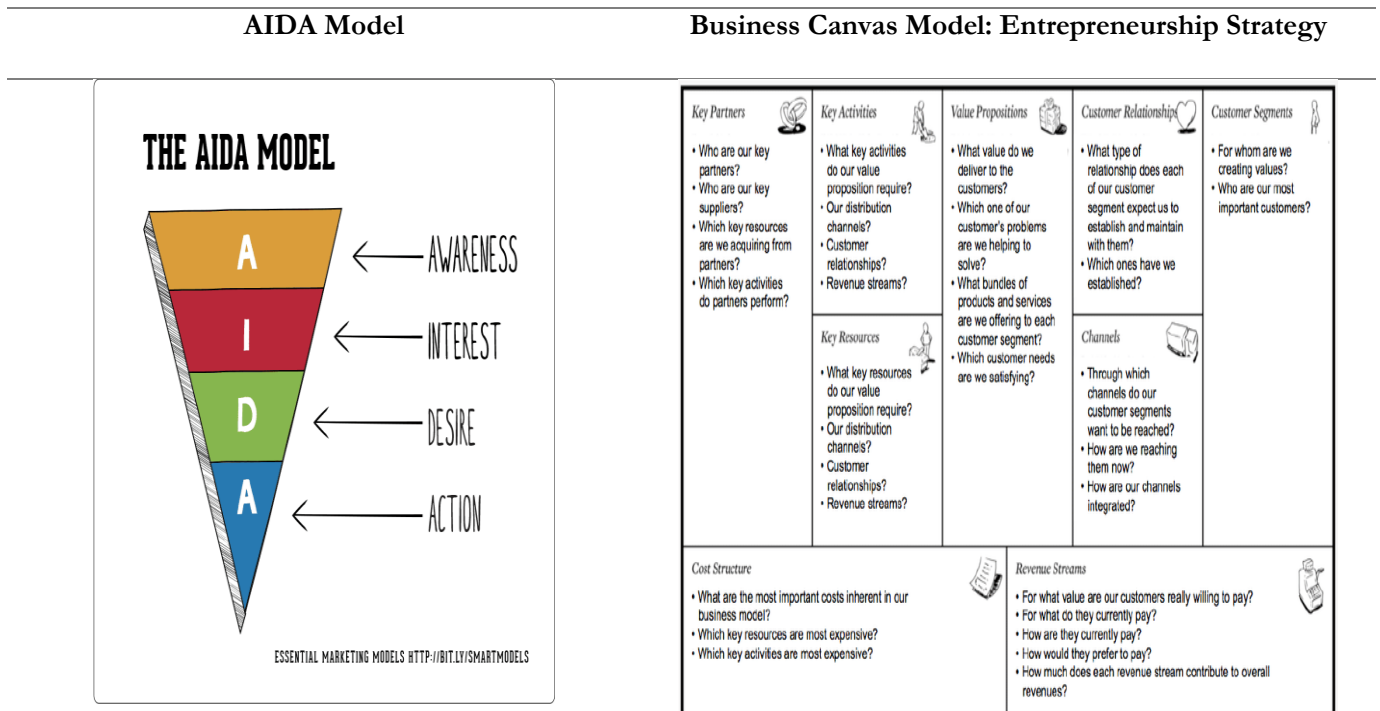 AIDA Model
Business Canvas Model: Entrepreneurship Strategy
THE AIDA MODEL
A
AWARENESS
I
INTEREST
D
DESIRE
A
ACTION
ESSENTIAL MARKETING MODELS HTTP://BIT.LY/SMARTMODELS
Key Partners
• Who are our key
partners?
• Who are our key
suppliers?
• Which key resources
are we acquiring from
partners?
• Which key activities
do partners perform?
Key Activities
• What key activities
do our value
proposition require?
• Our distribution
channels?
• Customer
relationships?
• Revenue streams?
Key Resources
• What key resources
do our value
proposition require?
• Our distribution
channels?
• Customer
relationships?
• Revenue streams?
Value Propositions
• What value do we
deliver to the
customers?
• Which one of our
customer's problems
are we helping to
solve?
• What bundles of
products and services
are we offering to each
customer segment?
• Which customer needs
are we satisfying?
Customer Relationships
• What type of
relationship does each
of our customer
segment expect us to
establish and maintain
with them?
• Which ones have we
established?
Channels
• Through which
channels do our
customer segments
want to be reached?
• How are we reaching
them now?
• How are our channels
integrated?
Customer Segments
• For whom are we
creating values?
• Who are our most
important customers?
Cost Structure
• What are the most important costs inherent in our
business model?
• Which key resources are most expensive?
• Which key activities are most expensive?
Revenue Streams
• For what value are our customers really willing to pay?
• For what do they currently pay?
• How are they currently pay?
• How would they prefer to pay?
• How much does each revenue stream contribute to overall
revenues?